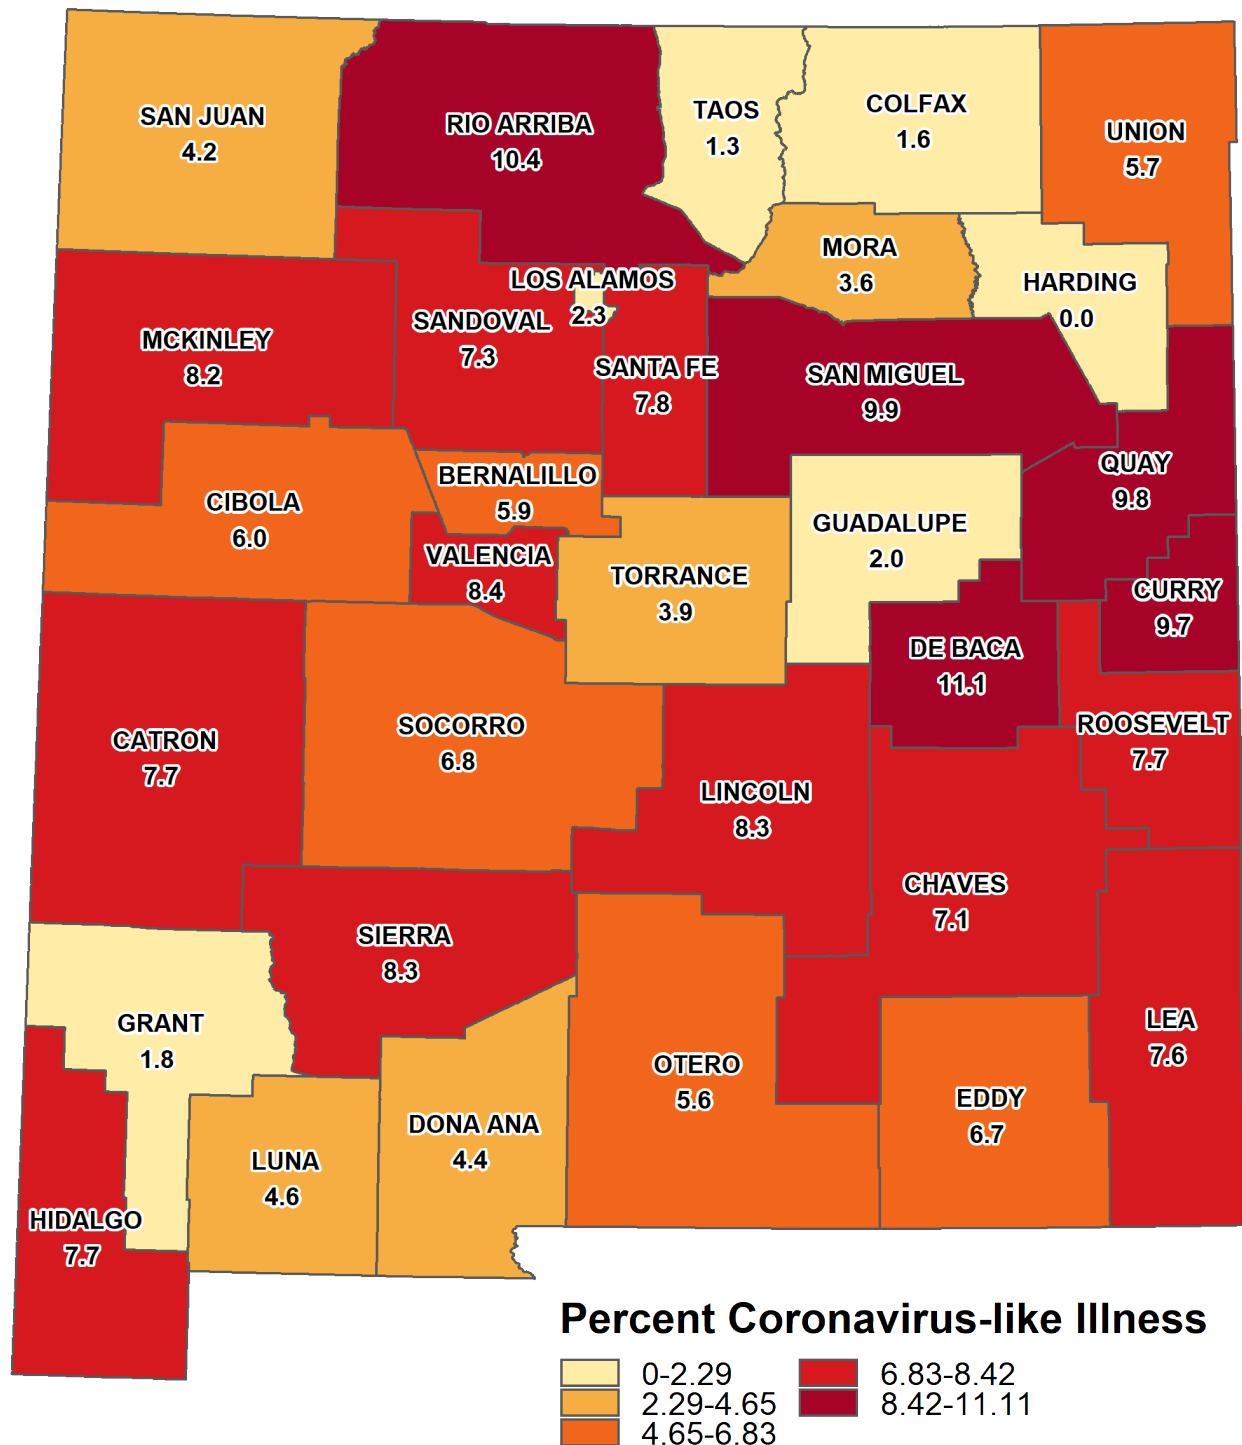 SAN JUAN
4.2
RIO ARRIBA
10.4
TAOS
1.3
COLFAX
1.6
UNION
5.7
MORA
3.6
HARDING
0.0
LOS ALAMOS
2.3
SANDOVAL
7.3
MCKINLEY
8.2
SANTA FE
7.8
SAN MIGUEL
9.9
QUAY
9.8
BERNALILLO
5.9
CIBOLA
6.0
GUADALUPE
2.0
VALENCIA
8.4
TORRANCE
3.9
CURRY
9.7
DE BACA
11.1
CATRON
7.7
SOCORRO
6.8
ROOSEVELT
7.7
LINCOLN
8.3
CHAVES
7.1
SIERRA
8.3
GRANT
1.8
LEA
7.6
OTERO
5.6
EDDY
6.7
DONA ANA
4.4
LUNA
4.6
HIDALGO
7.7
Percent Coronavirus-like Illness
0-2.29
2.29-4.65
4.65-6.83
6.83-8.42
8.42-11.11